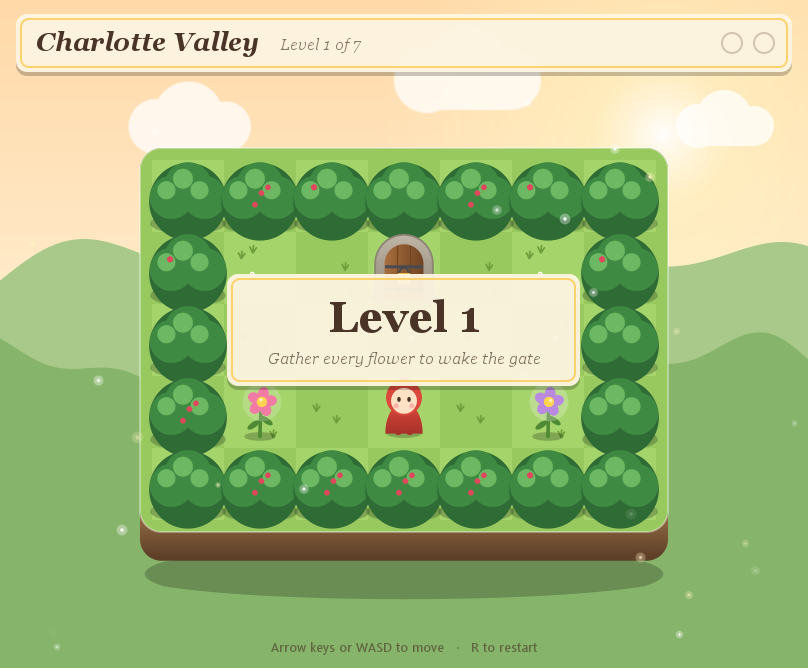 Charlotte Valley
Level 1 of 7
Level 1
Gather every flower to wake the gate
Arrow keys or WASD to move · R to restart